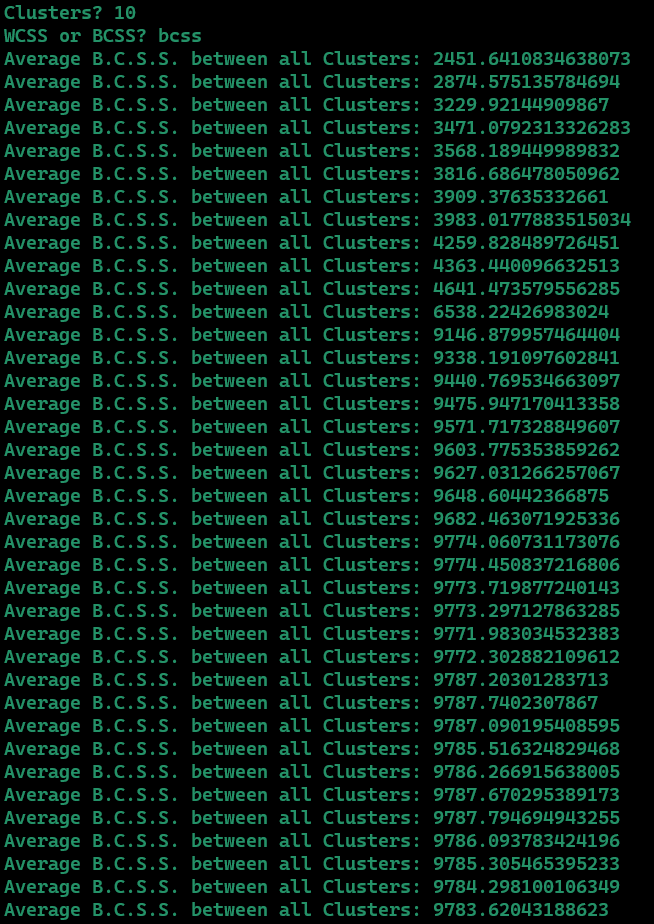 Clusters? 10
WCSS or BCSS? bcss
Average B.C.S.S. between all Clusters: 2451.6410834638073
Average B.C.S.S. between all Clusters: 2874.575135784694
Average B.C.S.S. between all Clusters: 3229.92144909867
Average B.C.S.S. between all Clusters: 3471.0792313326283
Average B.C.S.S. between all Clusters: 3568.189449989832
Average B.C.S.S. between all Clusters: 3816.686478050962
Average B.C.S.S. between all Clusters: 3909.37635332661
Average B.C.S.S. between all Clusters: 3983.0177883515034
Average B.C.S.S. between all Clusters: 4259.828489726451
Average B.C.S.S. between all Clusters: 4363.440096632513
Average B.C.S.S. between all Clusters: 4641.473579556285
Average B.C.S.S. between all Clusters: 6538.22426983024
Average B.C.S.S. between all Clusters: 9146.879957464404
Average B.C.S.S. between all Clusters: 9338.191097602841
Average B.C.S.S. between all Clusters: 9440.769534663097
Average B.C.S.S. between all Clusters: 9475.947170413358
Average B.C.S.S. between all Clusters: 9571.717328849607
Average B.C.S.S. between all Clusters: 9603.775353859262
Average B.C.S.S. between all Clusters: 9627.031266257067
Average B.C.S.S. between all Clusters: 9648.60442366875
Average B.C.S.S. between all Clusters: 9682.463071925336
Average B.C.S.S. between all Clusters: 9774.060731173076
Average B.C.S.S. between all Clusters: 9774.450837216806
Average B.C.S.S. between all Clusters: 9773.719877240143
Average B.C.S.S. between all Clusters: 9773.297127863285
Average B.C.S.S. between all Clusters: 9771.983034532383
Average B.C.S.S. between all Clusters: 9772.302882109612
Average B.C.S.S. between all Clusters: 9787.20301283713
Average B.C.S.S. between all Clusters: 9787.7402307867
Average B.C.S.S. between all Clusters: 9787.090195408595
Average B.C.S.S. between all Clusters: 9785.516324829468
Average B.C.S.S. between all Clusters: 9786.266915638005
Average B.C.S.S. between all Clusters: 9787.670295389173
Average B.C.S.S. between all Clusters: 9787.794694943255
Average B.C.S.S. between all Clusters: 9786.093783424196
Average B.C.S.S. between all Clusters: 9785.305465395233
Average B.C.S.S. between all Clusters: 9784.298100106349
Average B.C.S.S. between all Clusters: 9783.62043188623